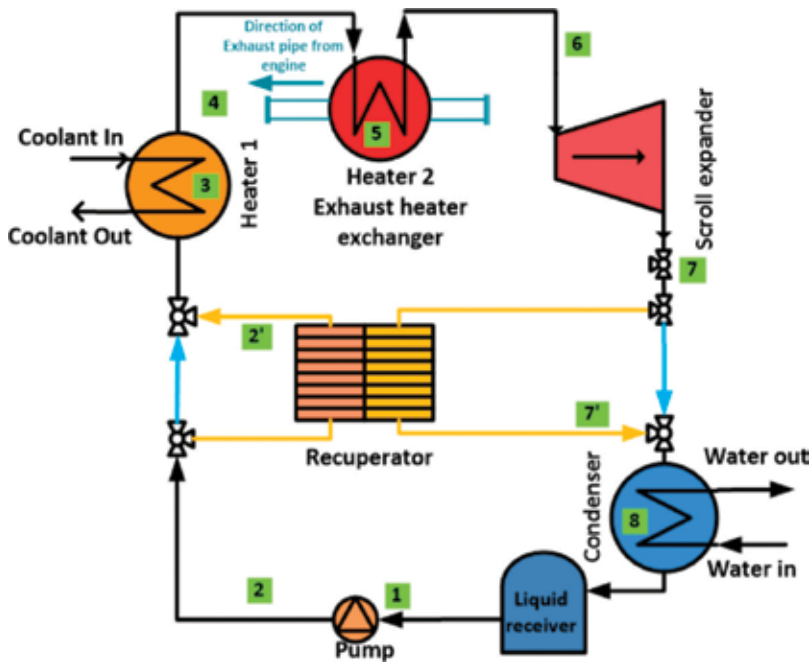 Direction of
Exhaust pipe from
engine
6
4
Coolant In
5
3
Heater 1
Heater 2
Exhaust heater
exchanger
Coolant Out
Scroll expander
7
2'
7'
Recuperator
Condenser
Water out
8
Water in
2
1
Liquid
receiver
Pump